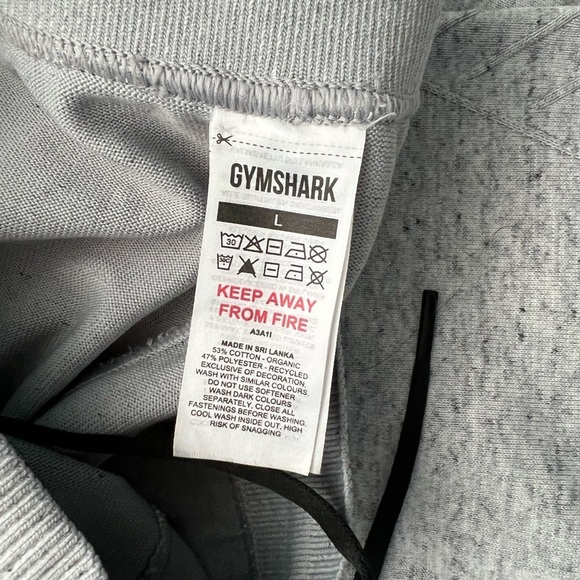 GYMSHARK
L
30
KEEP AWAY
FROM FIRE
A3A1I
MADE IN SRI LANKA
53% COTTON - ORGANIC
47% POLYESTER - RECYCLED
EXCLUSIVE OF DECORATION
WASH WITH SIMILAR COLOURS
DO NOT USE SOFTENER
WASH DARK COLOURS
SEPARATELY, CLOSE ALL
FASTENINGS BEFORE WASHING,
COOL WASH INSIDE OUT, HIGH
RISK OF SNAGGING